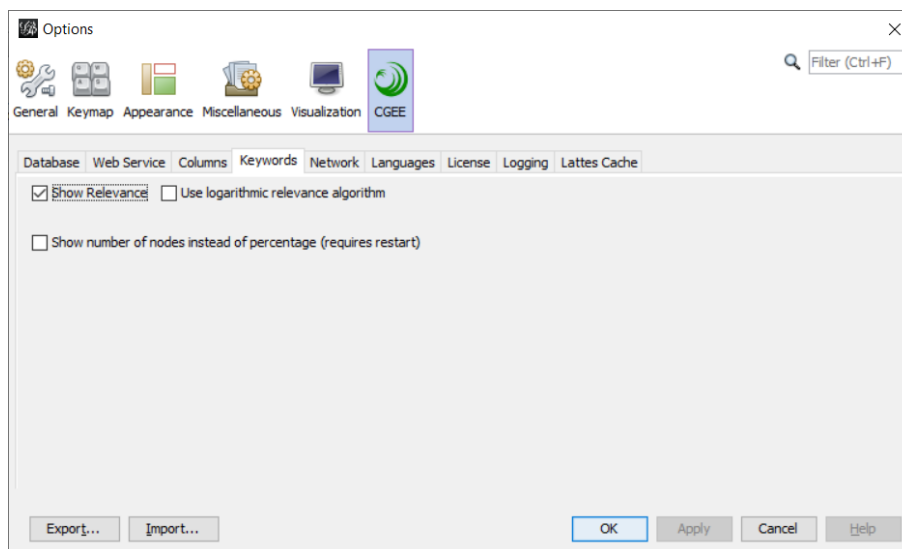 Options
Filter (Ctrl+F)
General Keymap Appearance Miscellaneous Visualization CGEE
Database Web Service Columns Keywords Network Languages License Logging Lattes Cache
Show Relevance Use logarithmic relevance algorithm
Show number of nodes instead of percentage (requires restart)
Export... Import... OK Apply Cancel Help